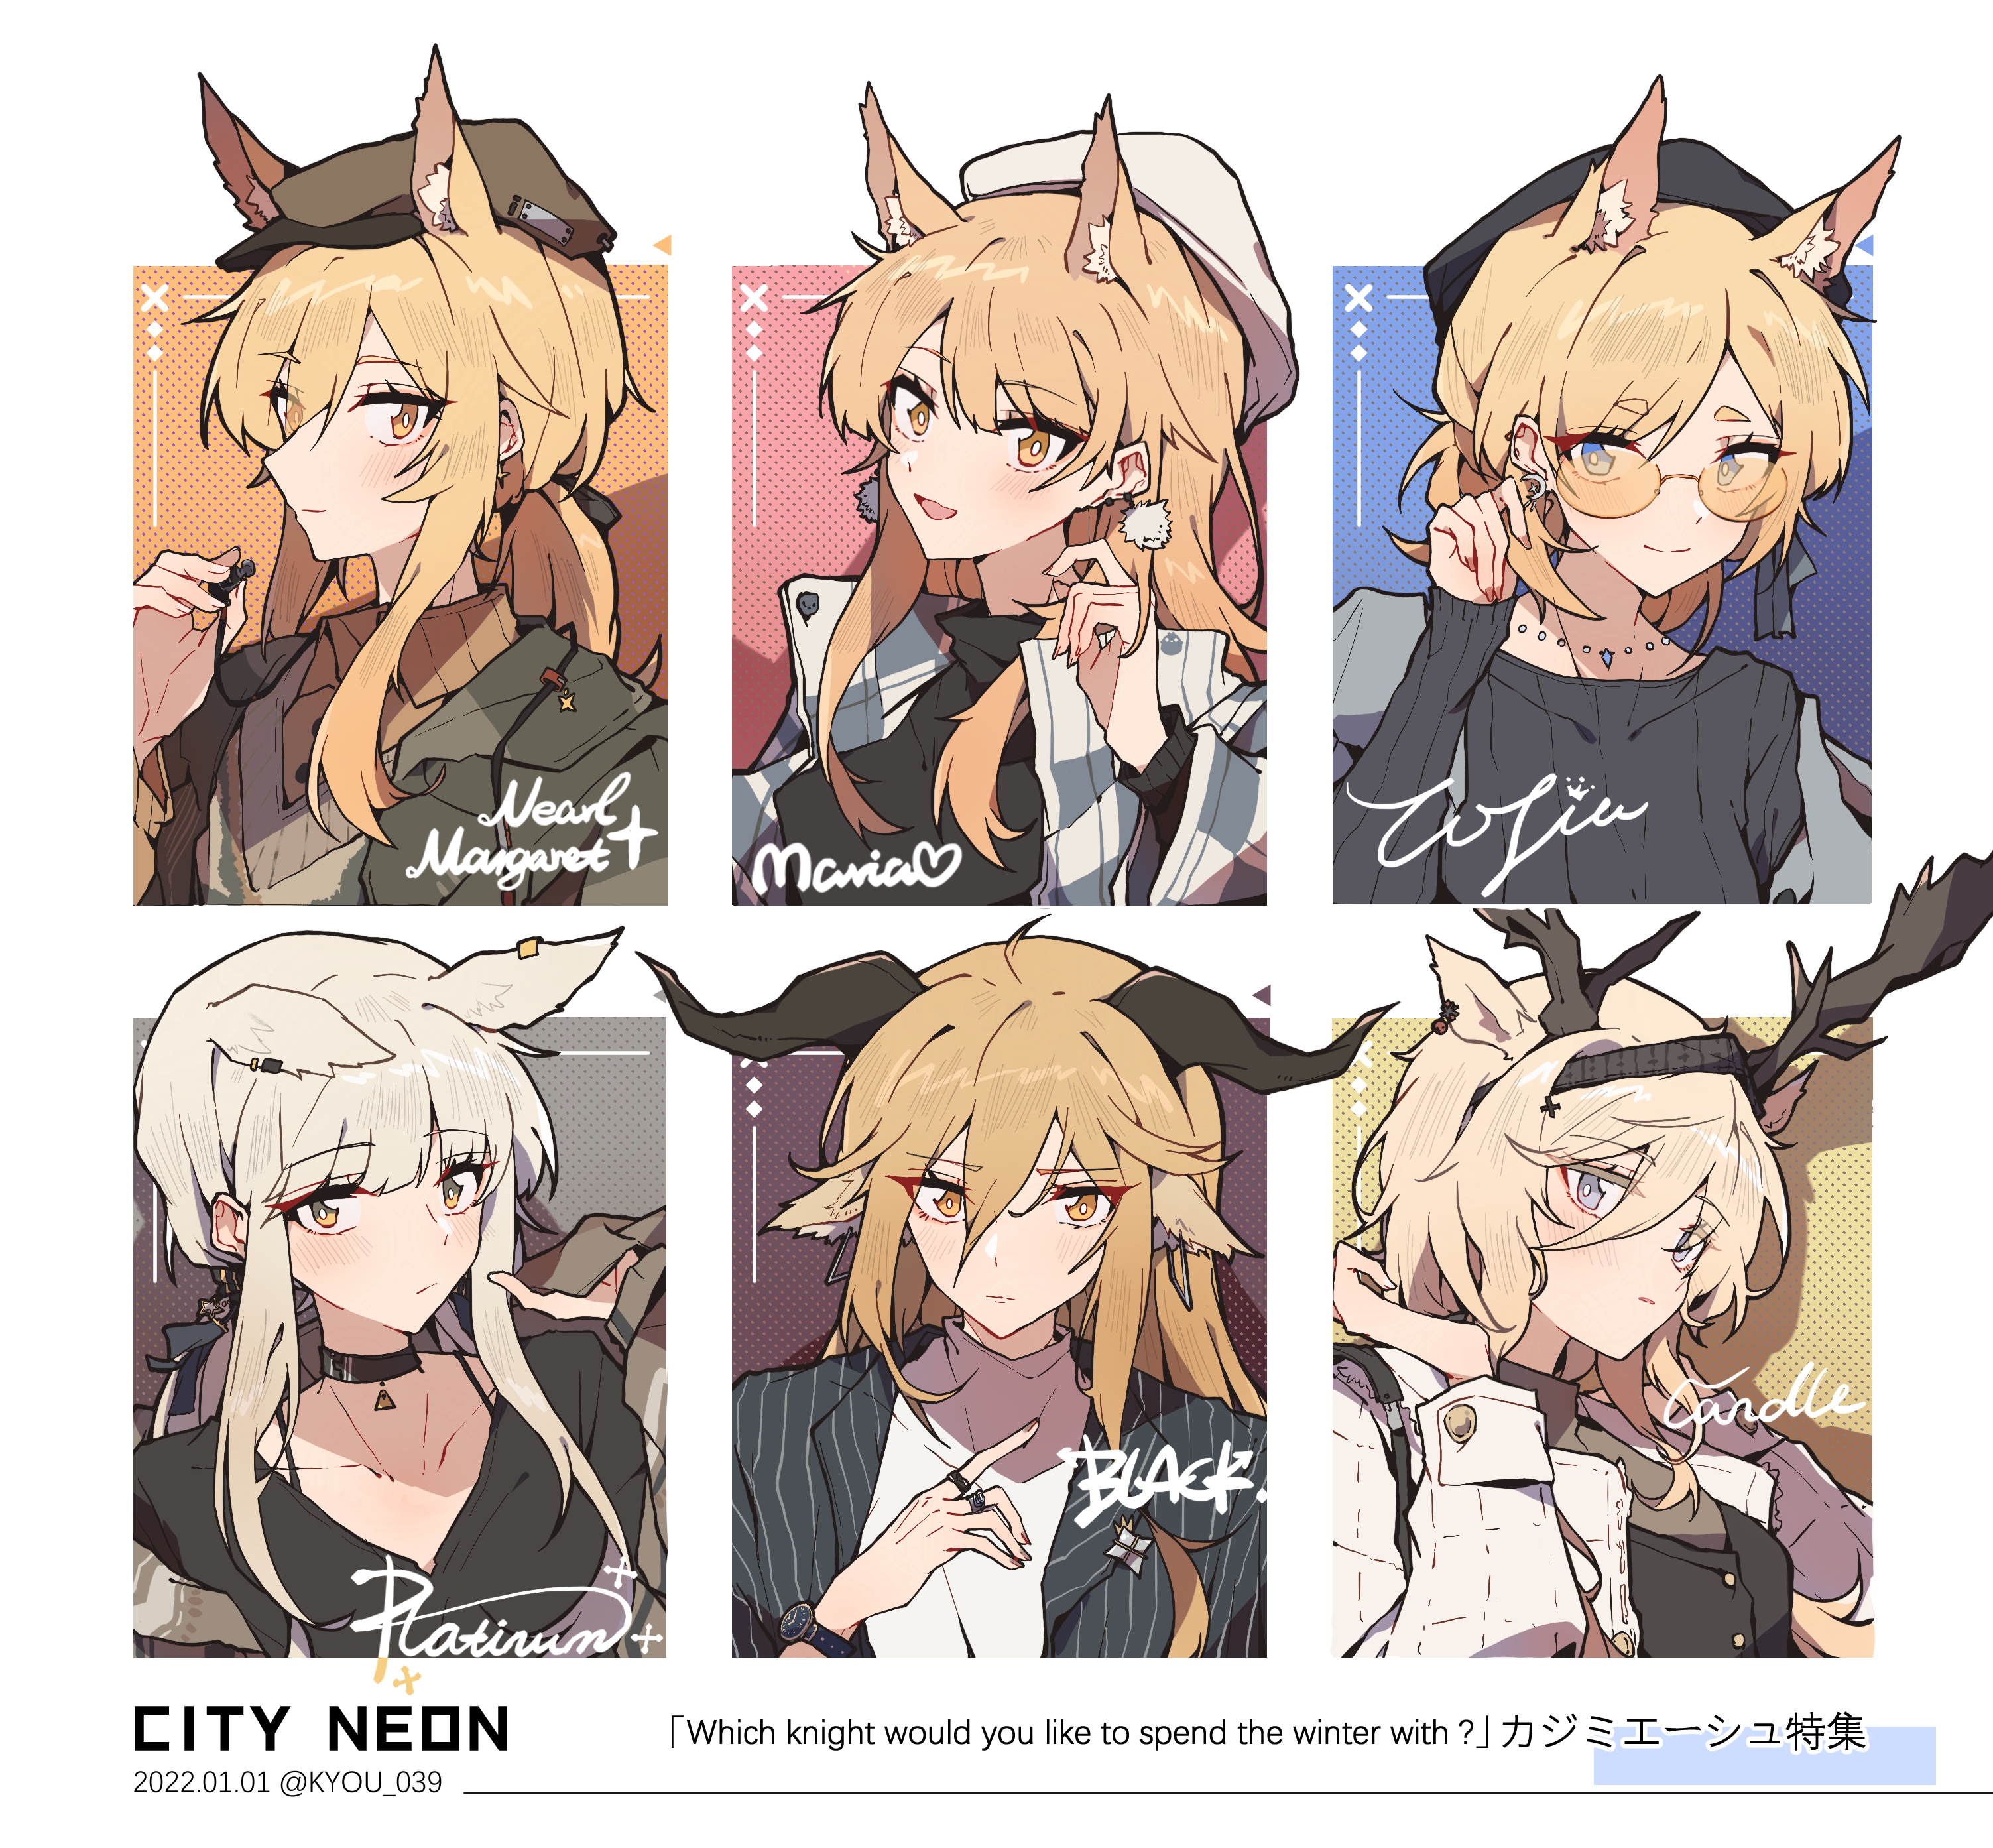 Nearl
Margaret
Maria
Zofia
Platinum
BLACK.
Candle
CITY NEON
「Which knight would you like to spend the winter with ?」カジミエーシュ特集
2022.01.01 @KYOU_039